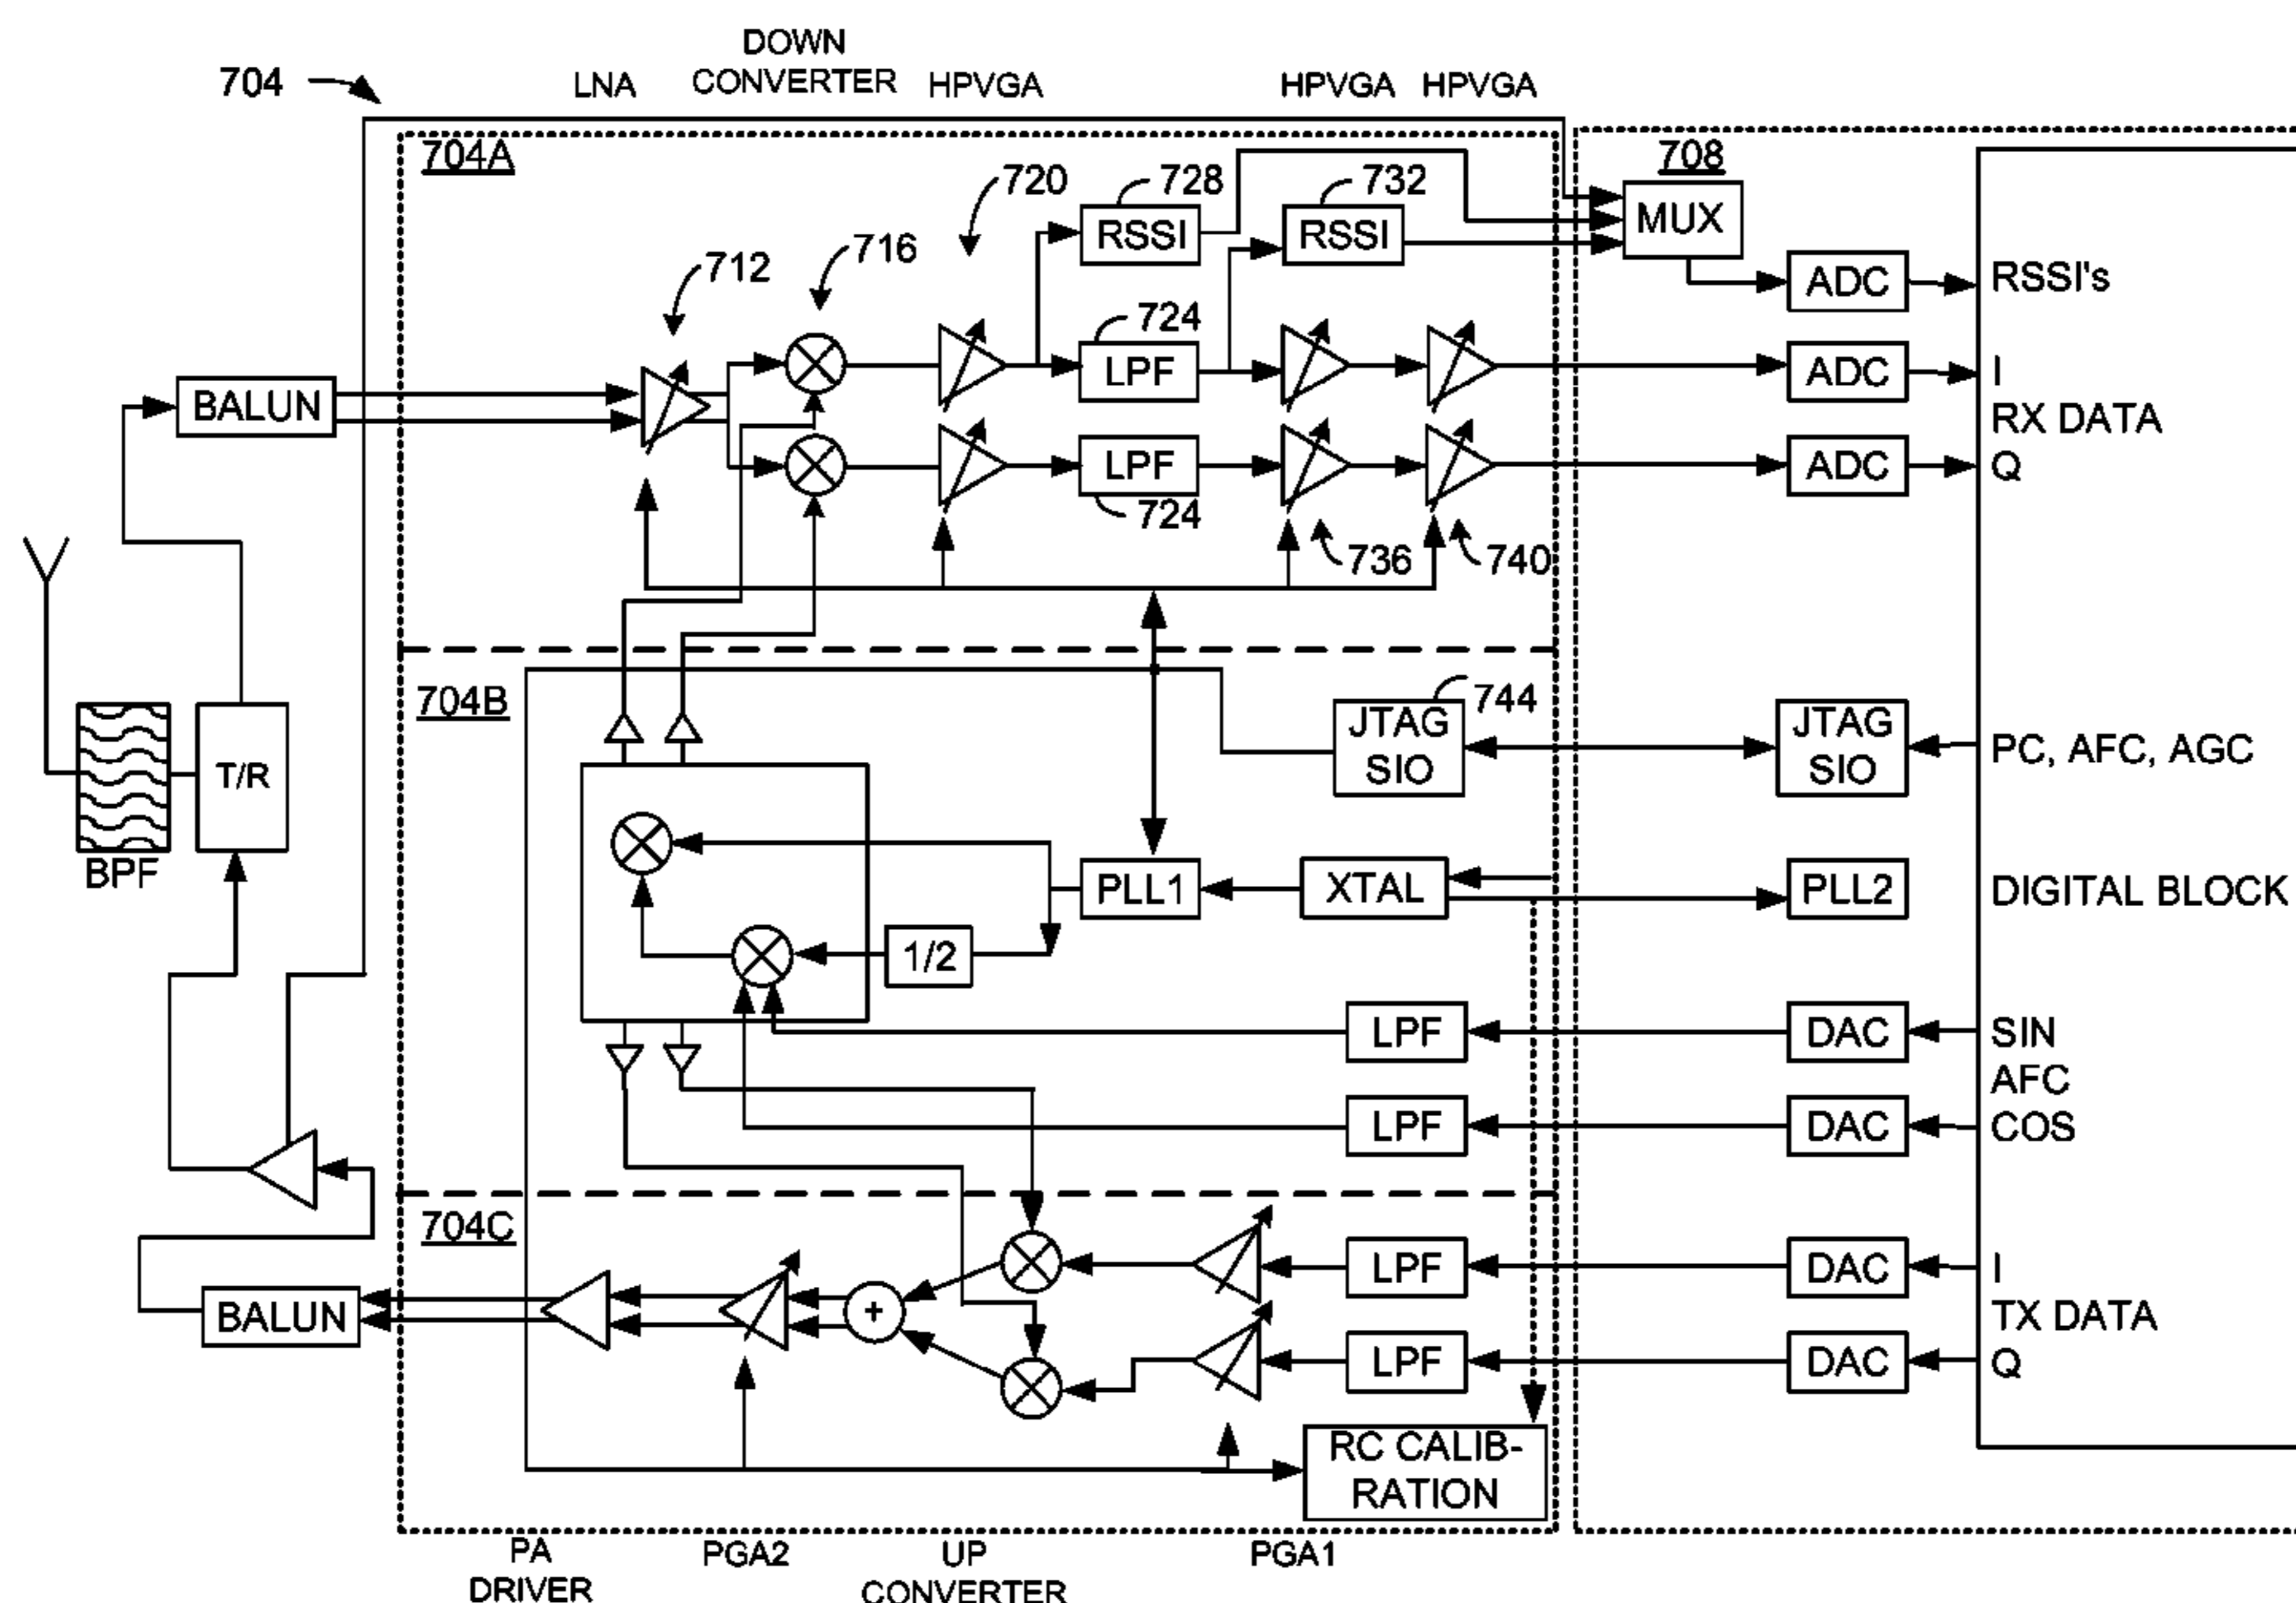 DOWN
704
LNA
CONVERTER
HPVGA
HPVGA
HPVGA
704A
708
720
728
732
MUX
RSSI
RSSI
716
712
ADC
RSSI's
724
LPF
ADC
I
BALUN
RX DATA
LPF
ADC
Q
724
736
740
704B
744
JTAG
SIO
JTAG
SIO
PC, AFC, AGC
T/R
BPF
PLL1
XTAL
PLL2
DIGITAL BLOCK
1/2
LPF
DAC
SIN
AFC
LPF
DAC
COS
704C
LPF
DAC
I
BALUN
+
TX DATA
LPF
DAC
Q
RC CALIB-
RATION
PA
DRIVER
PGA2
UP
CONVERTER
PGA1